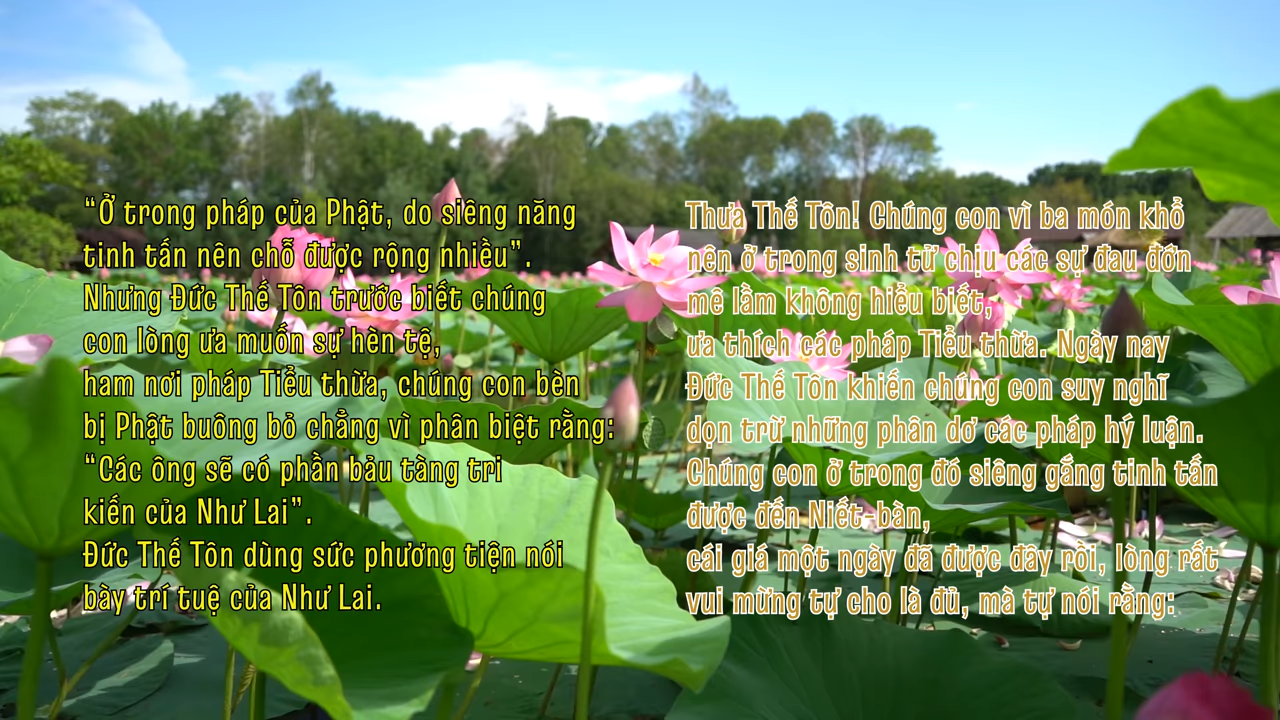 “Ở trong pháp của Phật, do siêng năng
tinh tấn nên chỗ được rộng nhiều”.
Nhưng Đức Thế Tôn trước biết chúng
con lòng ưa muốn sự hèn tệ,
ham nơi pháp Tiểu thừa, chúng con bèn
bị Phật buông bỏ chẳng vì phân biệt rằng:
“Các ông sẽ có phần bảu tàng tri
kiến của Như Lai”.
Đức Thế Tôn dùng sức phương tiện nói
bày trí tuệ của Như Lai.
Thưa Thế Tôn! Chúng con vì ba món khổ
nên ở trong sinh tử chịu các sự đau đớn
mê lầm không hiểu biết,
ưa thích các pháp Tiểu thừa. Ngày nay
Đức Thế Tôn khiến chúng con suy nghĩ
dọn trừ những phân dơ các pháp hý luận.
Chúng con ở trong đó siêng gắng tinh tấn
được đến Niết-bàn,
cái giá một ngày đã được đây rồi, lòng rất
vui mừng tự cho là đủ, mà tự nói rằng: